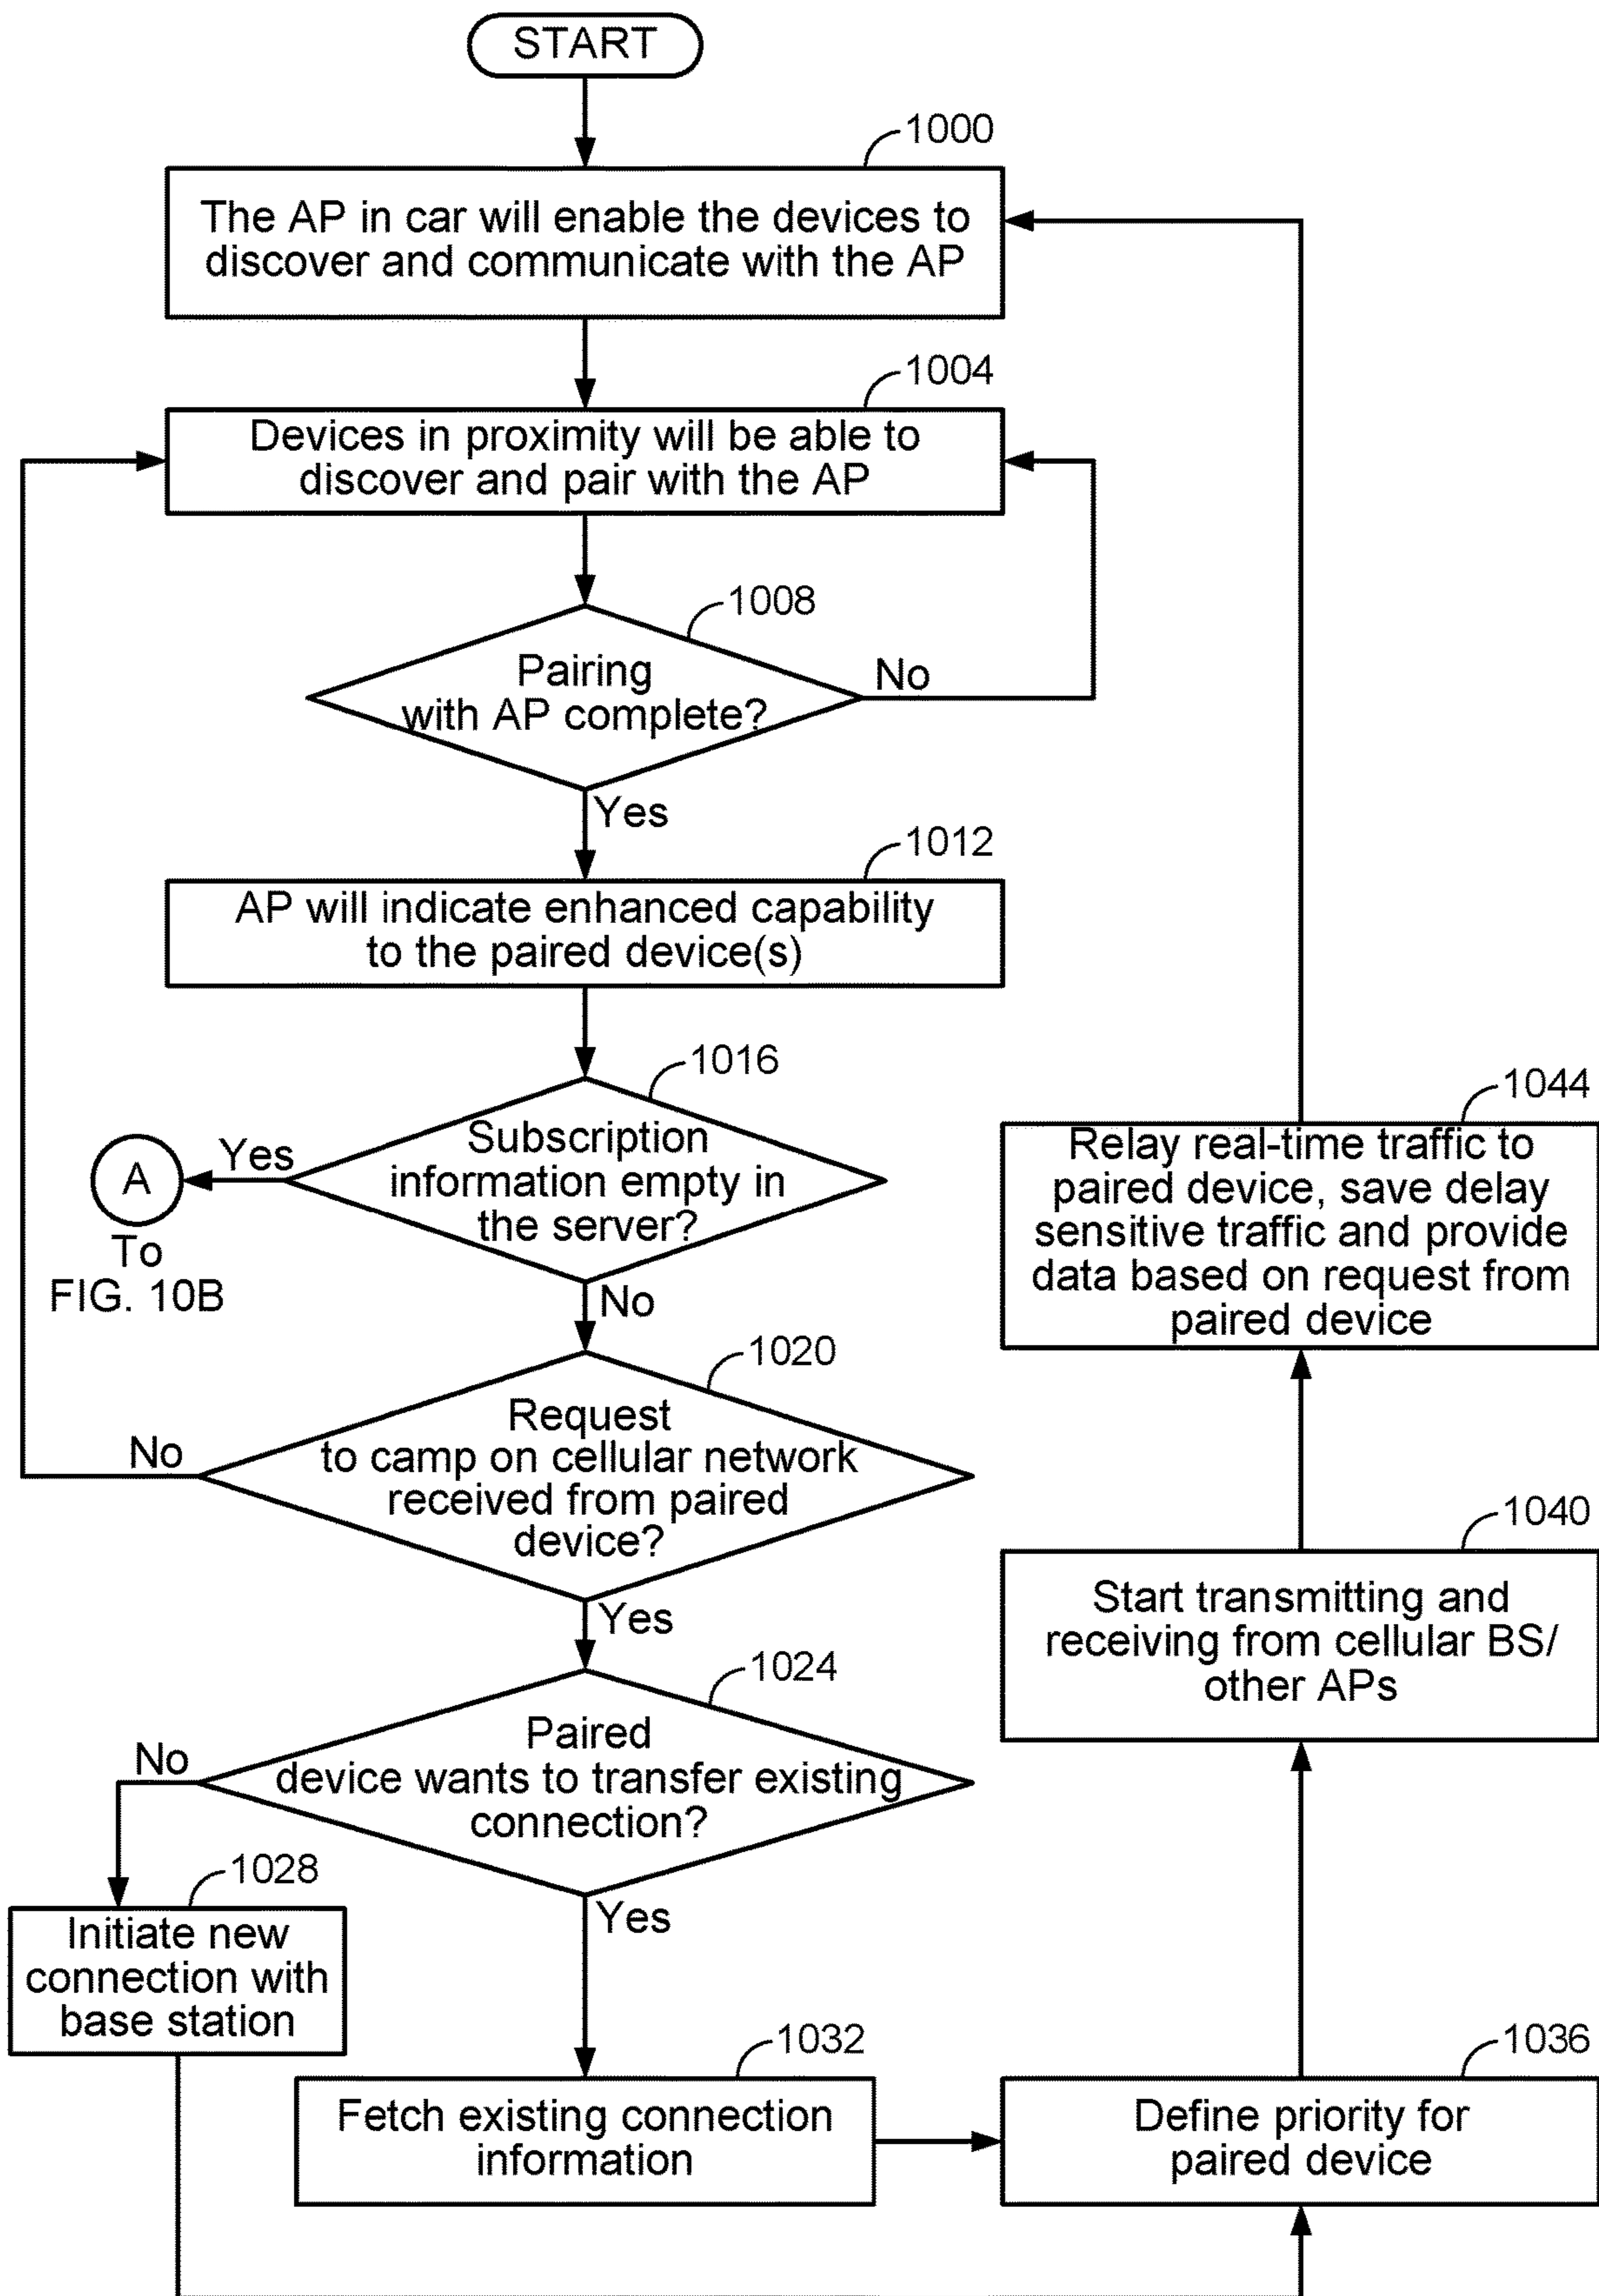 START
1000
The AP in car will enable the devices to
discover and communicate with the AP
1004
Devices in proximity will be able to
discover and pair with the AP
1008
Pairing
with AP complete?
No
Yes
1012
AP will indicate enhanced capability
to the paired device(s)
1016
Subscription
information empty in
the server?
Yes
A
To
FIG. 10B
No
1020
Request
to camp on cellular network
received from paired
device?
No
Yes
1024
Paired
device wants to transfer existing
connection?
No
Yes
1028
Initiate new
connection with
base station
1032
Fetch existing connection
information
1036
Define priority for
paired device
1040
Start transmitting and
receiving from cellular BS/
other APs
1044
Relay real-time traffic to
paired device, save delay
sensitive traffic and provide
data based on request from
paired device